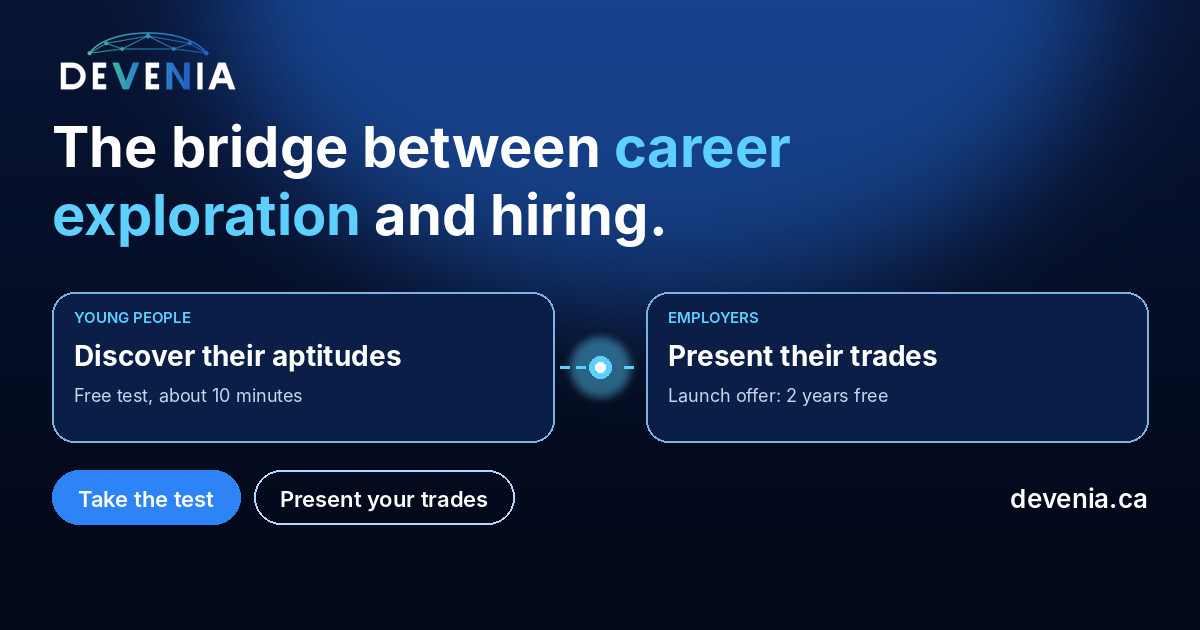 DEVENIA
The bridge between career
exploration and hiring.
YOUNG PEOPLE
Discover their aptitudes
Free test, about 10 minutes
EMPLOYERS
Present their trades
Launch offer: 2 years free
Take the test
Present your trades
devenia.ca